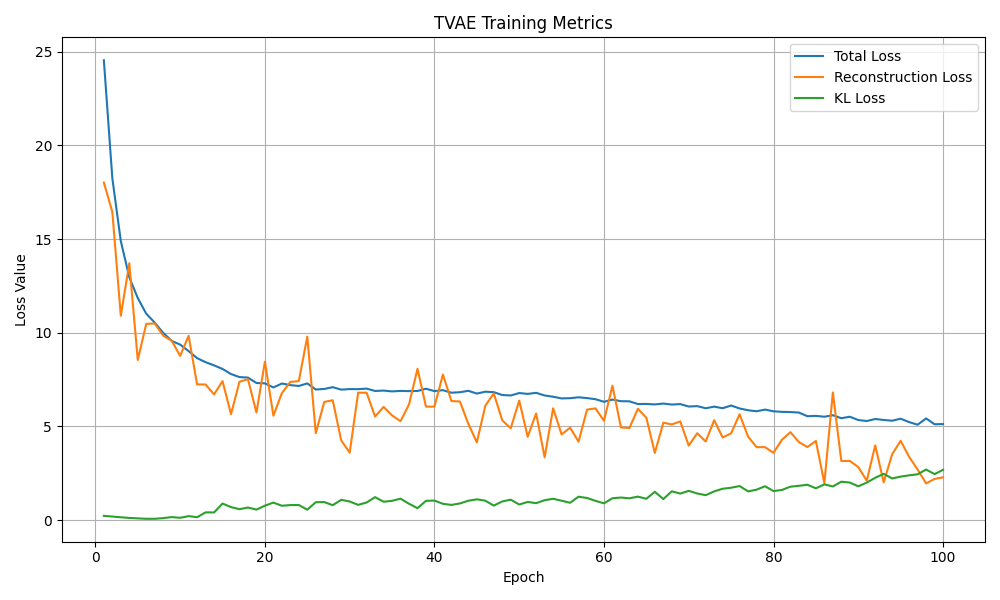 TVAE Training Metrics
Total Loss
Reconstruction Loss
KL Loss
Loss Value
25
20
15
10
5
0
0
20
40
60
80
100
Epoch